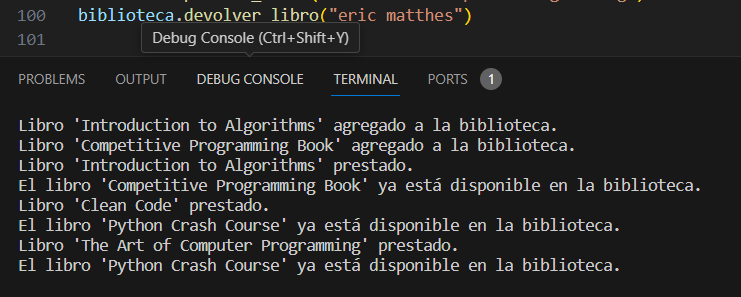 100 biblioteca.devolver_libro("eric matthes")
101
Debug Console (Ctrl+Shift+Y)
PROBLEMS OUTPUT DEBUG CONSOLE TERMINAL PORTS 1
Libro 'Introduction to Algorithms' agregado a la biblioteca.
Libro 'Competitive Programming Book' agregado a la biblioteca.
Libro 'Introduction to Algorithms' prestado.
El libro 'Competitive Programming Book' ya está disponible en la biblioteca.
Libro 'Clean Code' prestado.
El libro 'Python Crash Course' ya está disponible en la biblioteca.
Libro 'The Art of Computer Programming' prestado.
El libro 'Python Crash Course' ya está disponible en la biblioteca.